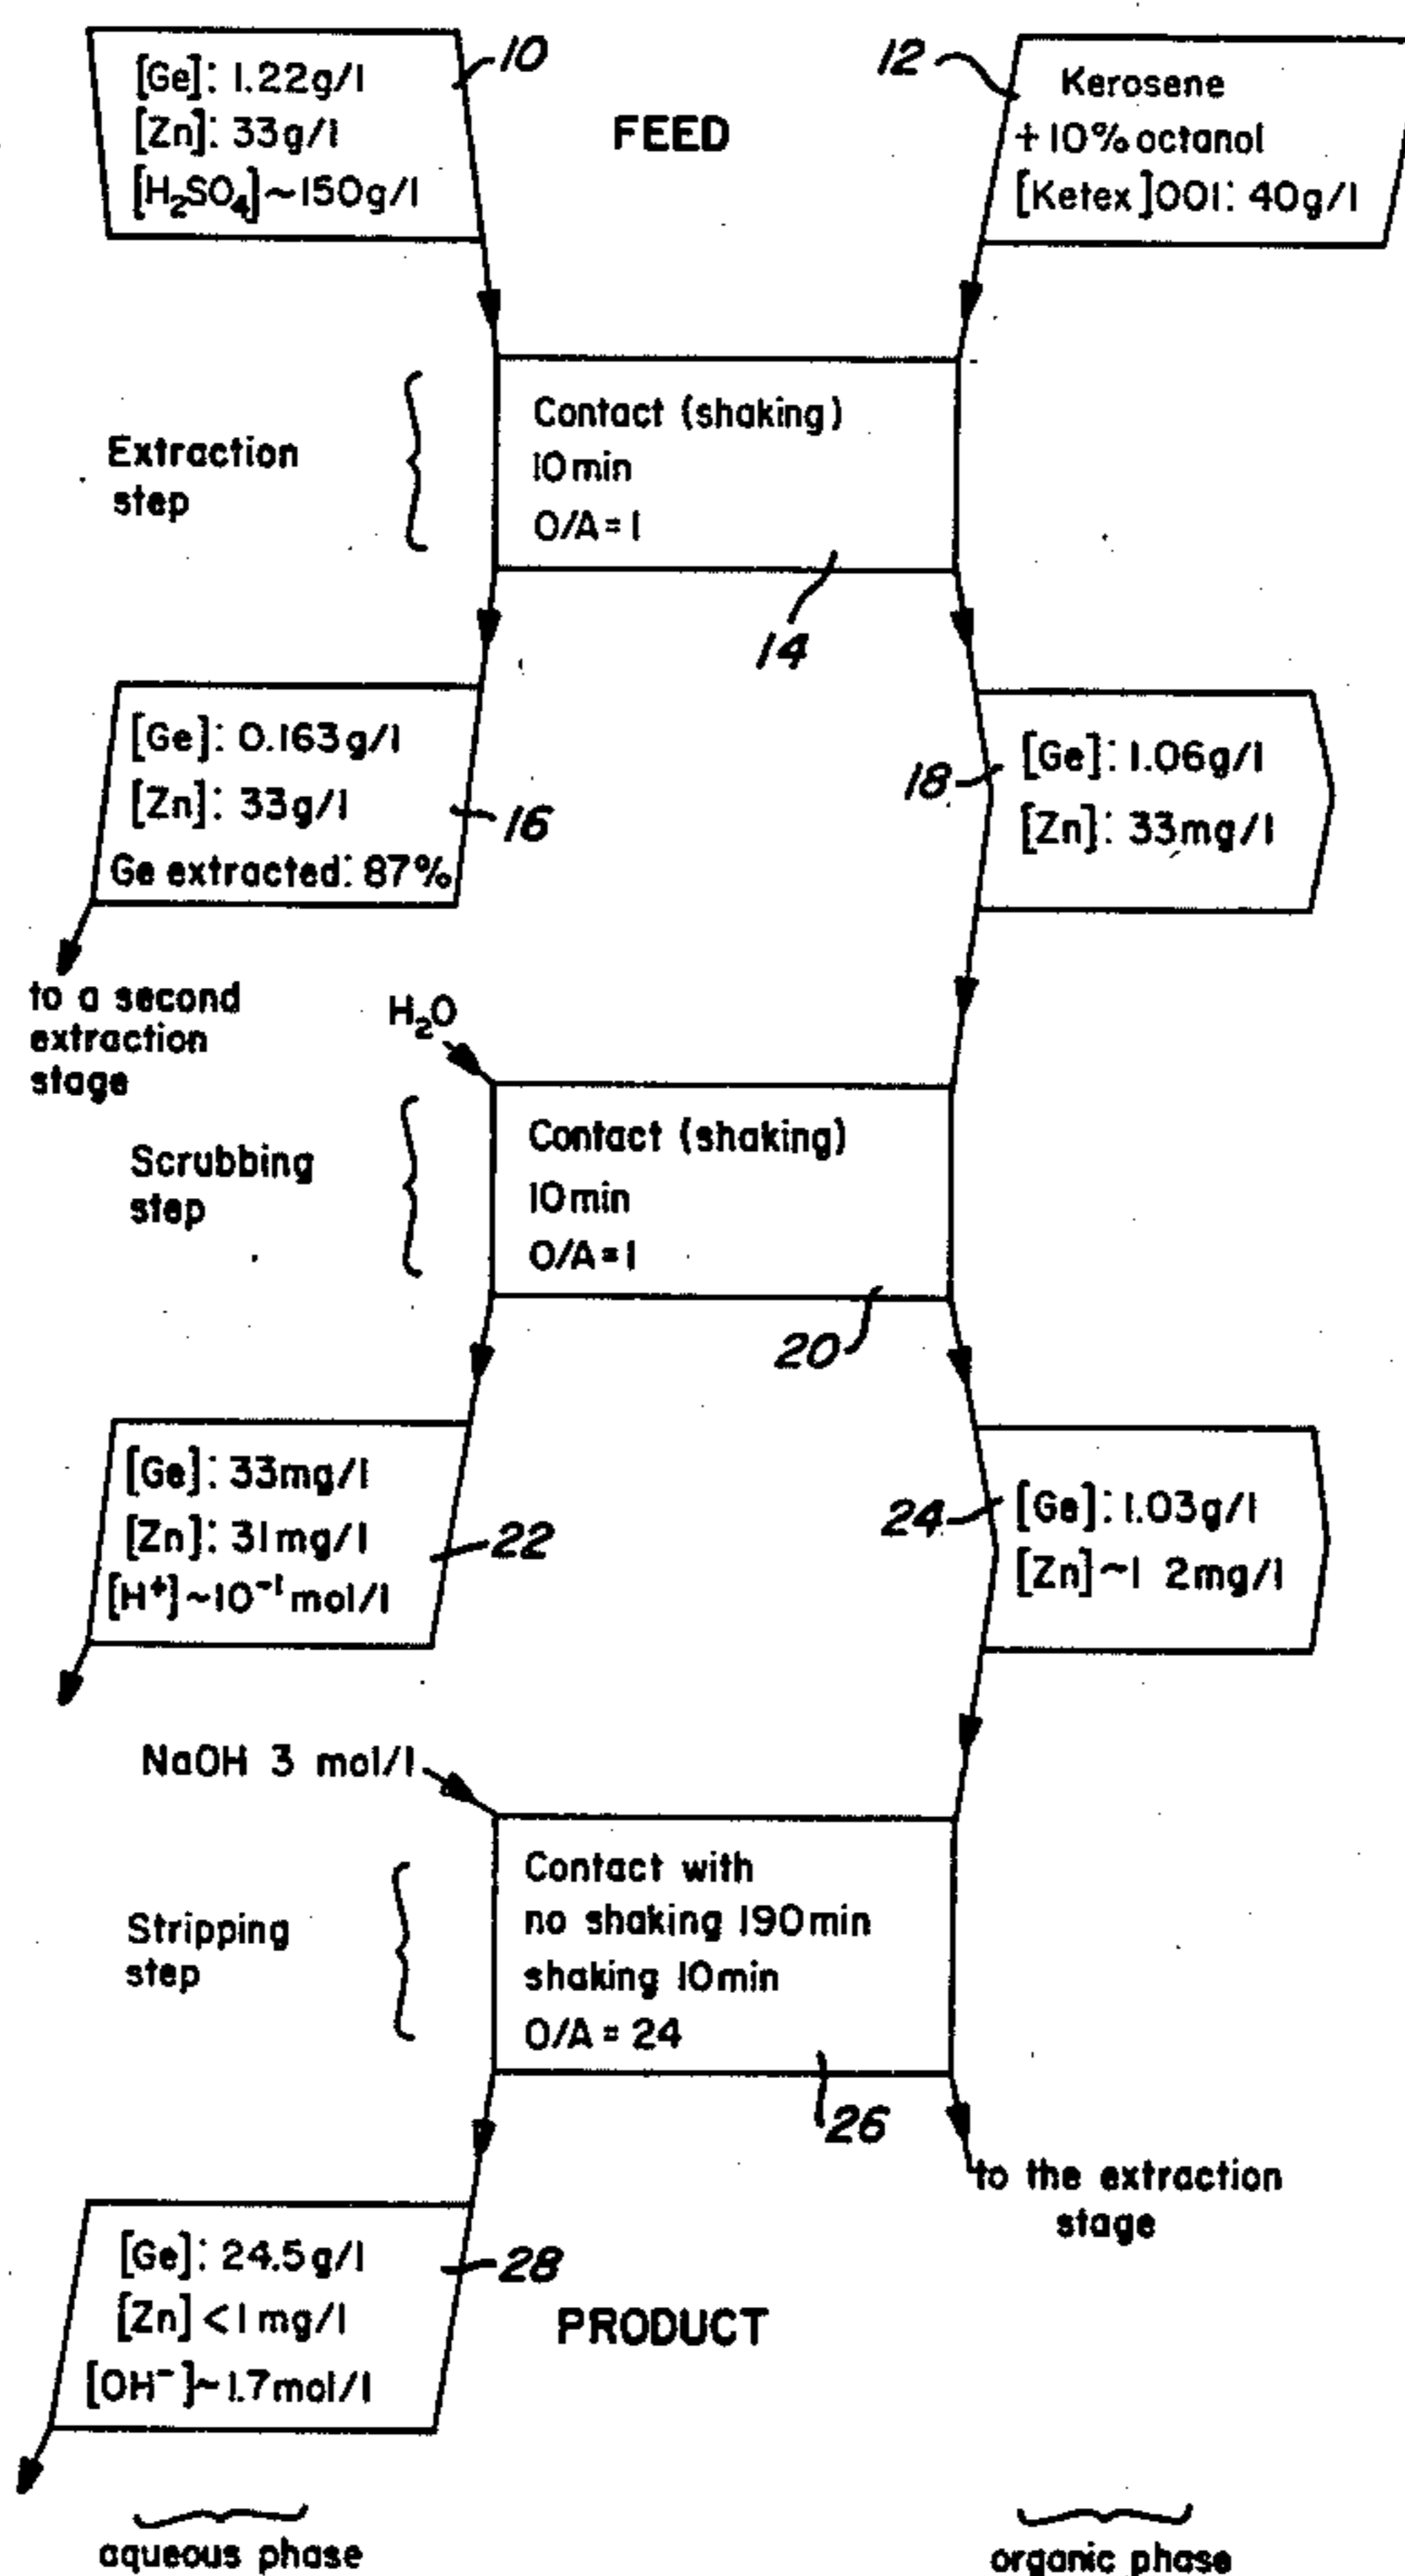 [Ge]: 1.22g/l
[Zn]: 33g/l
[H₂SO₄]~150g/l
10
FEED
12
Kerosene
+ 10% octanol
[Ketex]001: 40g/l
Extraction
step
Contact (shaking)
10min
O/A = 1
14
[Ge]: 0.163g/l
[Zn]: 33g/l
Ge extracted: 87%
16
18
[Ge]: 1.06g/l
[Zn]: 33mg/l
to a second
extraction
stage
H₂O
Scrubbing
step
Contact (shaking)
10min
O/A = 1
20
[Ge]: 33mg/l
[Zn]: 31mg/l
[H⁺]~10⁻¹mol/l
22
24
[Ge]: 1.03g/l
[Zn]~1 2mg/l
NaOH 3 mol/l
Stripping
step
Contact with
no shaking 190min
shaking 10min
O/A = 24
26
to the extraction
stage
[Ge]: 24.5g/l
[Zn] <1mg/l
[OH⁻]~1.7mol/l
28
PRODUCT
aqueous phase
organic phase